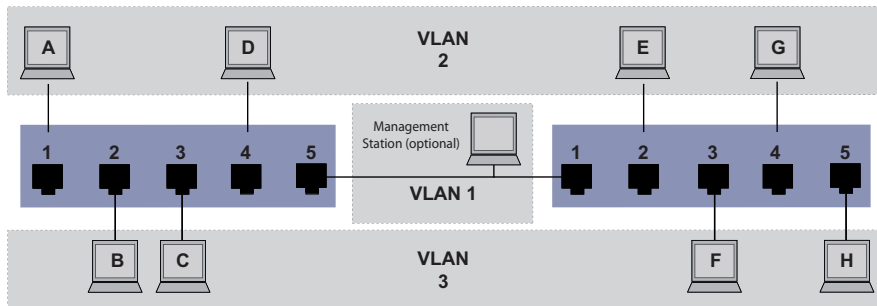 A
D
VLAN
2
E
G
1
2
3
4
5
Management
Station (optional)
VLAN 1
1
2
3
4
5
B
C
VLAN
3
F
H